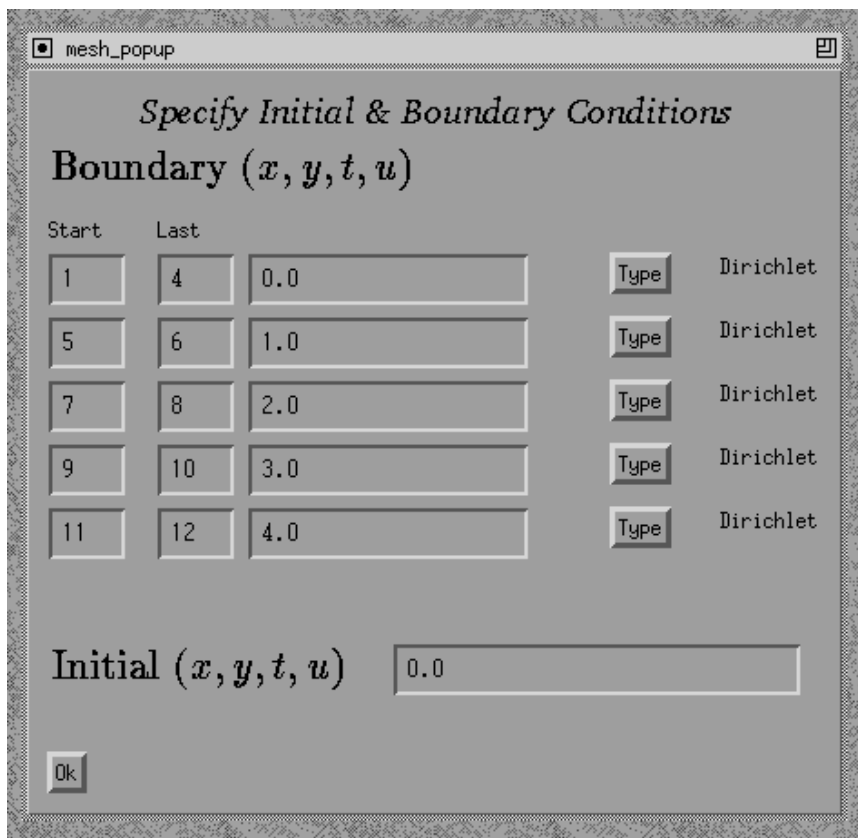 mesh_popup
Specify Initial & Boundary Conditions
Boundary (x, y, t, u)
Start Last
1 4 0.0 Type Dirichlet
5 6 1.0 Type Dirichlet
7 8 2.0 Type Dirichlet
9 10 3.0 Type Dirichlet
11 12 4.0 Type Dirichlet
Initial (x, y, t, u) 0.0
Ok